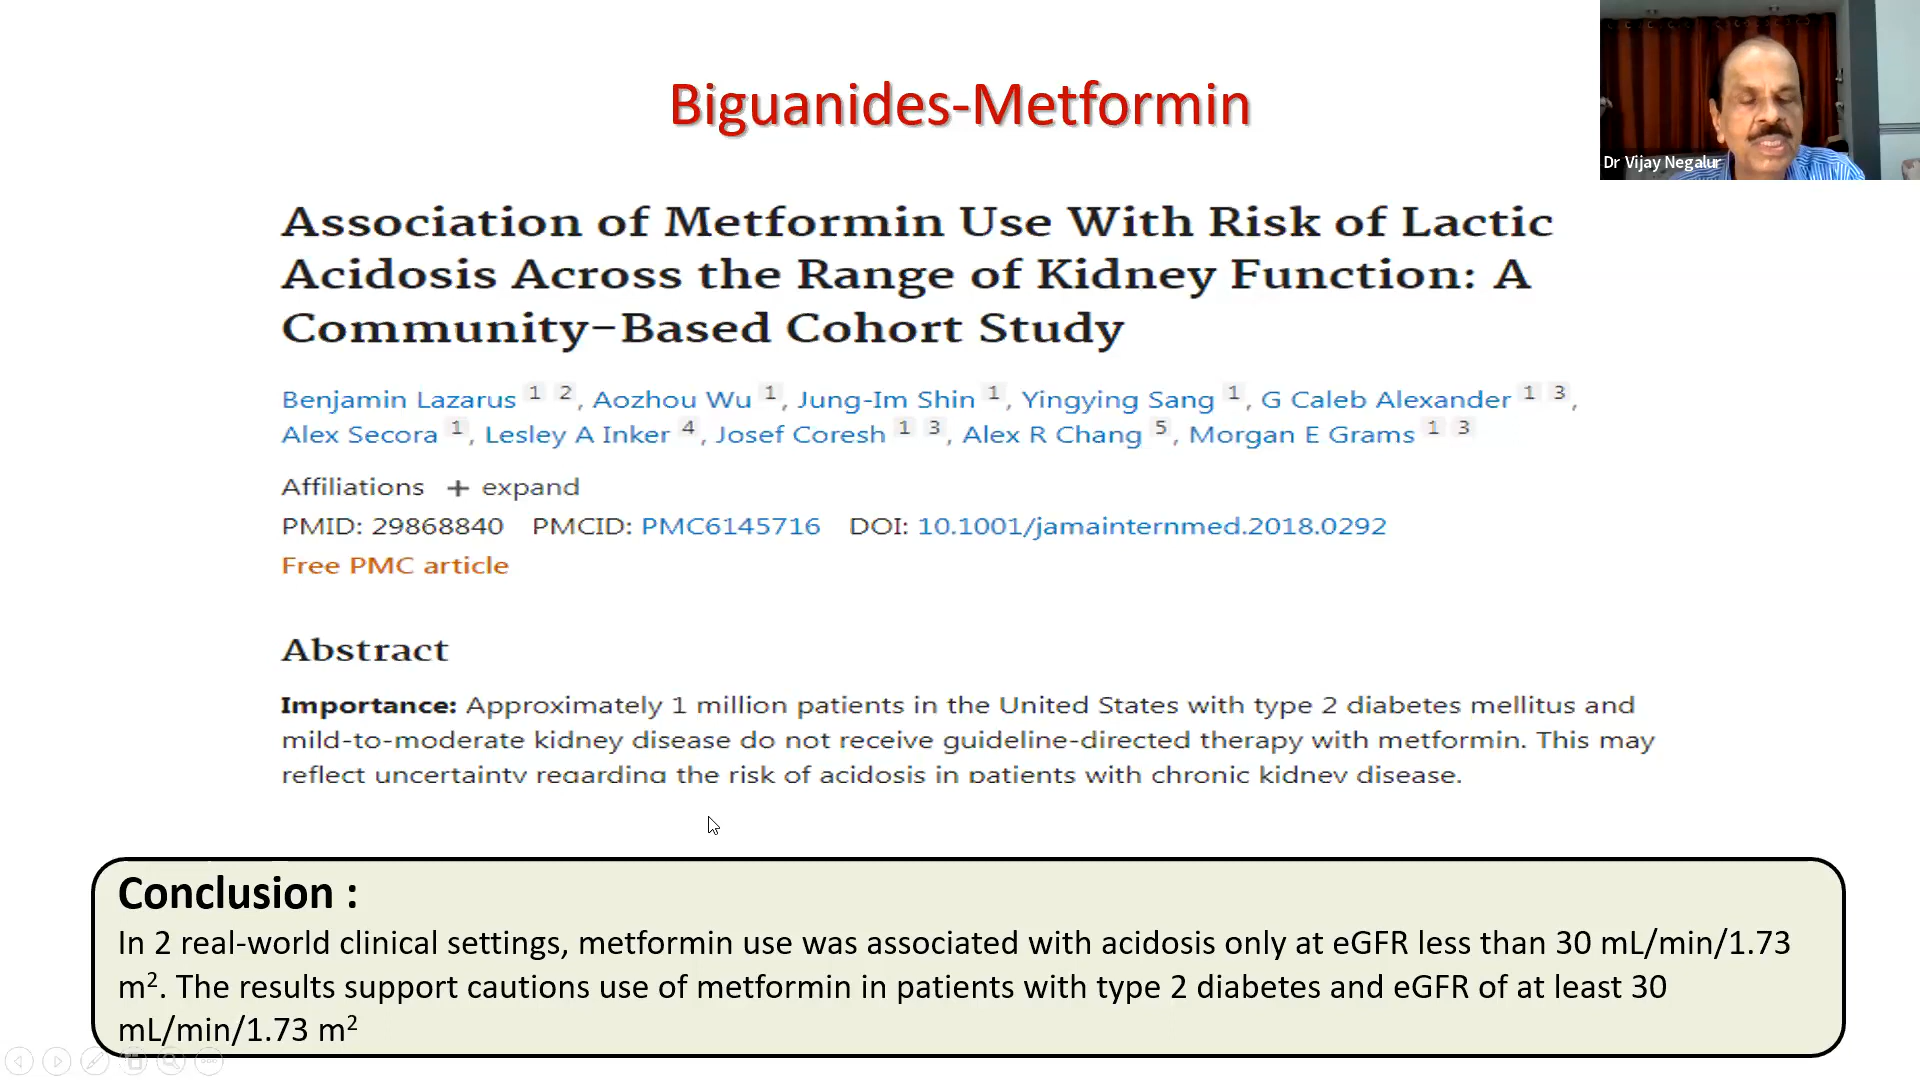 Biguanides-Metformin
Dr Vijay Negalur
Association of Metformin Use With Risk of Lactic
Acidosis Across the Range of Kidney Function: A
Community-Based Cohort Study
Benjamin Lazarus 1 2, Aozhou Wu 1, Jung-Im Shin 1, Yingying Sang 1, G Caleb Alexander 1 3,
Alex Secora 1, Lesley A Inker 4, Josef Coresh 1 3, Alex R Chang 5, Morgan E Grams 1 3
Affiliations + expand
PMID: 29868840 PMCID: PMC6145716 DOI: 10.1001/jamainternmed.2018.0292
Free PMC article
Abstract
Importance: Approximately 1 million patients in the United States with type 2 diabetes mellitus and
mild-to-moderate kidney disease do not receive guideline-directed therapy with metformin. This may
reflect uncertainty regarding the risk of acidosis in patients with chronic kidney disease.
Conclusion :
In 2 real-world clinical settings, metformin use was associated with acidosis only at eGFR less than 30 mL/min/1.73
m². The results support cautions use of metformin in patients with type 2 diabetes and eGFR of at least 30
mL/min/1.73 m²